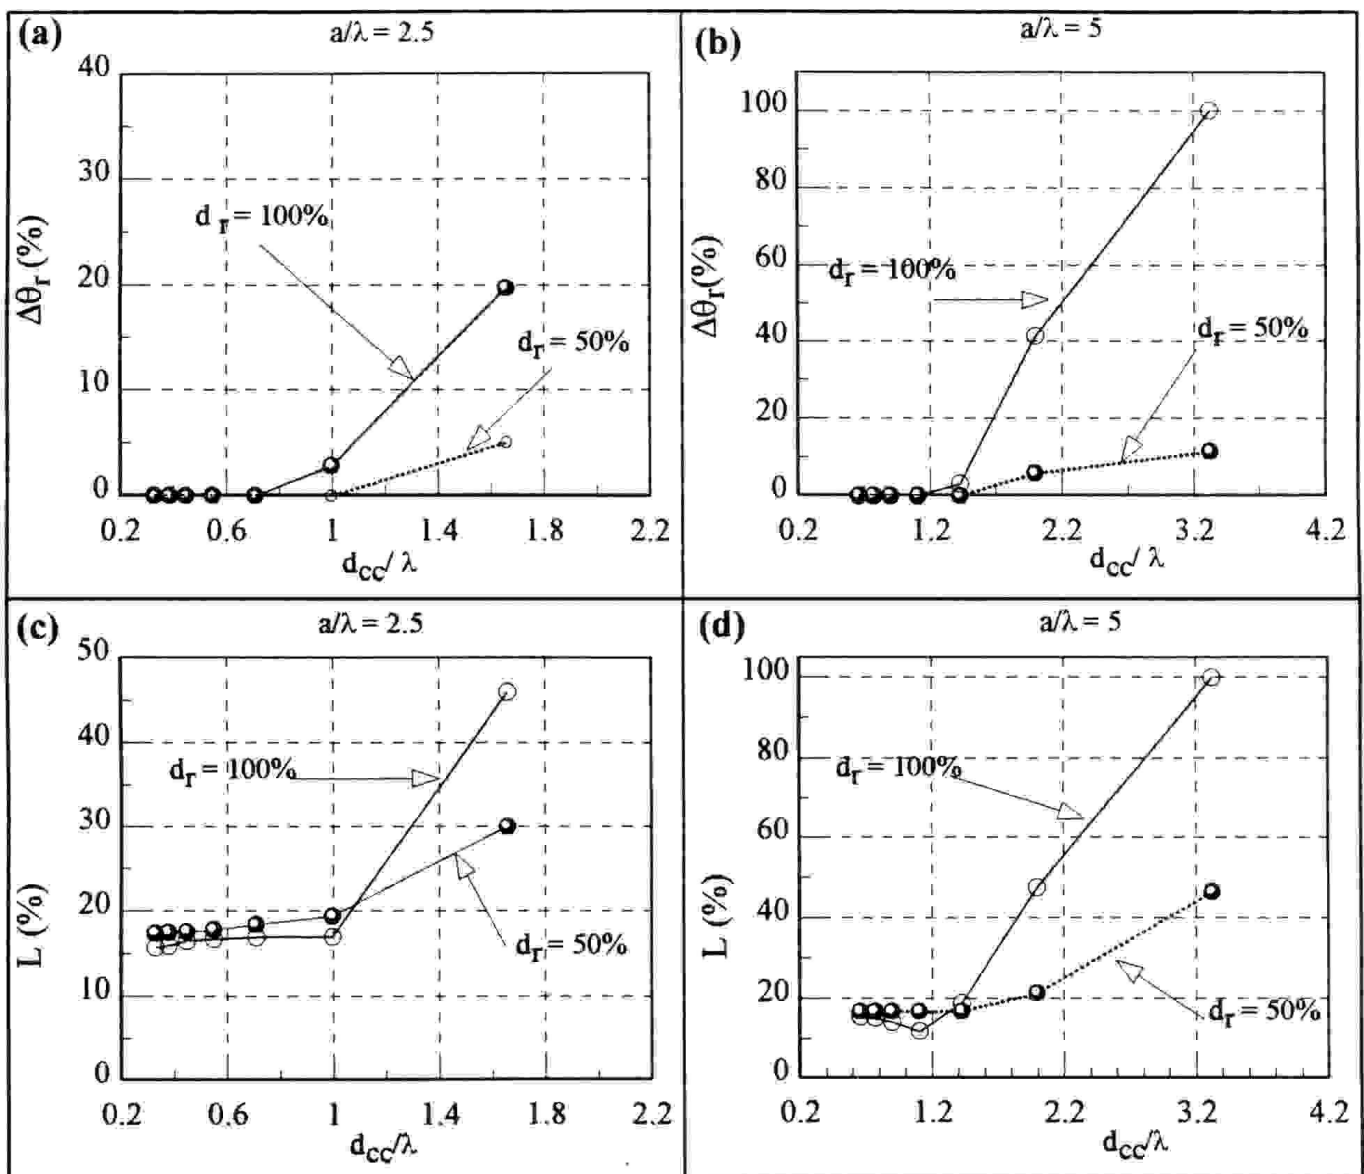 (a)
a/λ = 2.5
40
30
20
10
0
Δθr (%)
dr = 100%
dr = 50%
0.2 0.6 1 1.4 1.8 2.2
dcc/ λ
(b)
a/λ = 5
100
80
60
40
20
0
Δθr(%)
dr = 100%
dr = 50%
0.2 1.2 2.2 3.2 4.2
dcc/ λ
(c)
a/λ = 2.5
50
40
30
20
10
0
L (%)
dr = 100%
dr = 50%
0.2 0.6 1 1.4 1.8 2.2
dcc/λ
(d)
a/λ = 5
100
80
60
40
20
0
L (%)
dr = 100%
dr = 50%
0.2 1.2 2.2 3.2 4.2
dcc/λ